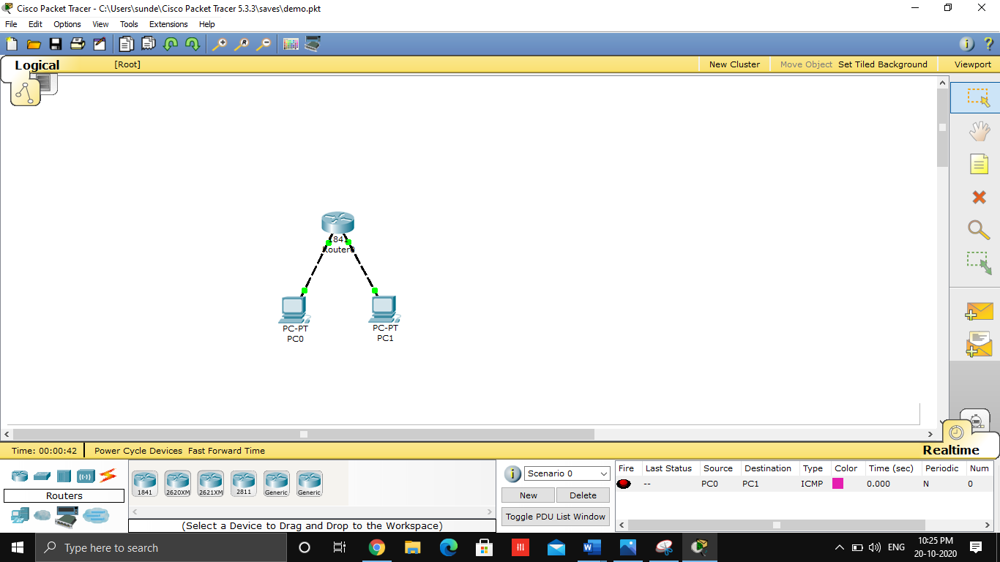 Cisco Packet Tracer - C:\Users\sunde\Cisco Packet Tracer 5.3.3\saves\demo.pkt
File Edit Options View Tools Extensions Help
Logical [Root] New Cluster Move Object Set Tiled Background Viewport
1841
Router0
PC-PT
PC0
PC-PT
PC1
Time: 00:00:42 Power Cycle Devices Fast Forward Time Realtime
Routers
1841 2620XM 2621XM 2811 Generic Generic
(Select a Device to Drag and Drop to the Workspace)
Scenario 0
New Delete
Toggle PDU List Window
Fire Last Status Source Destination Type Color Time (sec) Periodic Num
-- PC0 PC1 ICMP 0.000 N 0
Type here to search
ENG
10:25 PM
20-10-2020